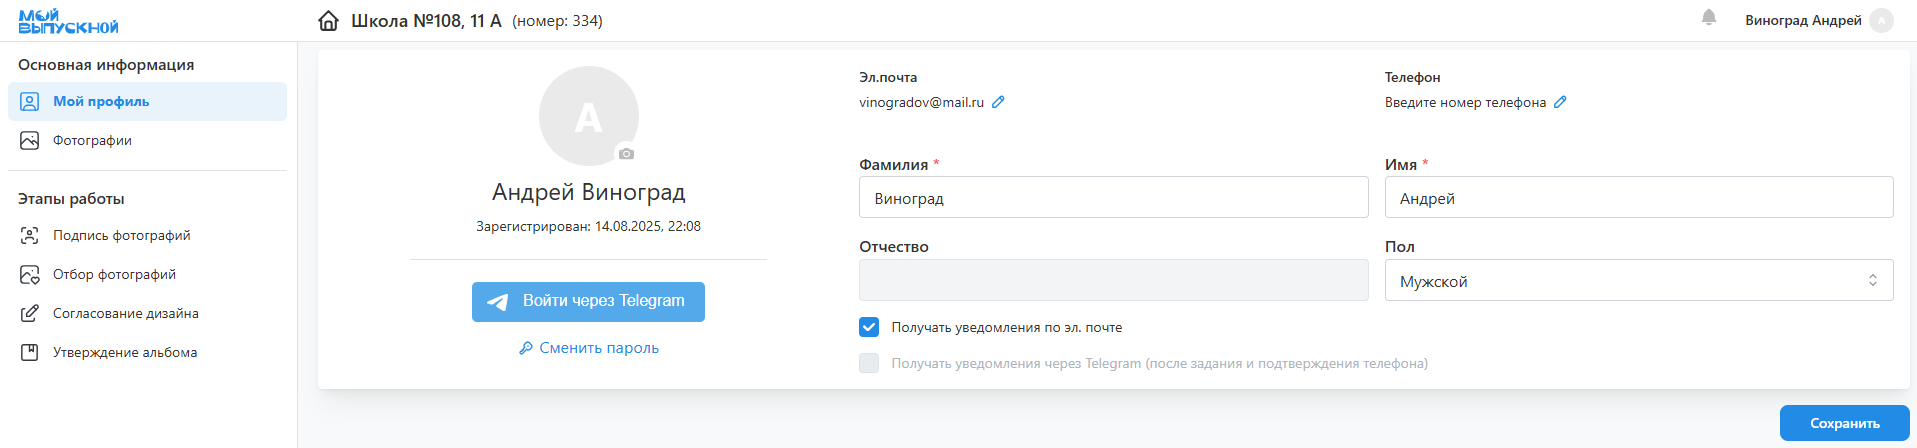 мой
выпускной
Школа №108, 11 А (номер: 334)
Виноград Андрей А
Основная информация
Мой профиль
Фотографии
Этапы работы
Подпись фотографий
Отбор фотографий
Согласование дизайна
Утверждение альбома
А
Андрей Виноград
Зарегистрирован: 14.08.2025, 22:08
Войти через Telegram
Сменить пароль
Эл.почта
vinogradov@mail.ru
Телефон
Введите номер телефона
Фамилия *
Виноград
Имя *
Андрей
Отчество
Пол
Мужской
Получать уведомления по эл. почте
Получать уведомления через Telegram (после задания и подтверждения телефона)
Сохранить